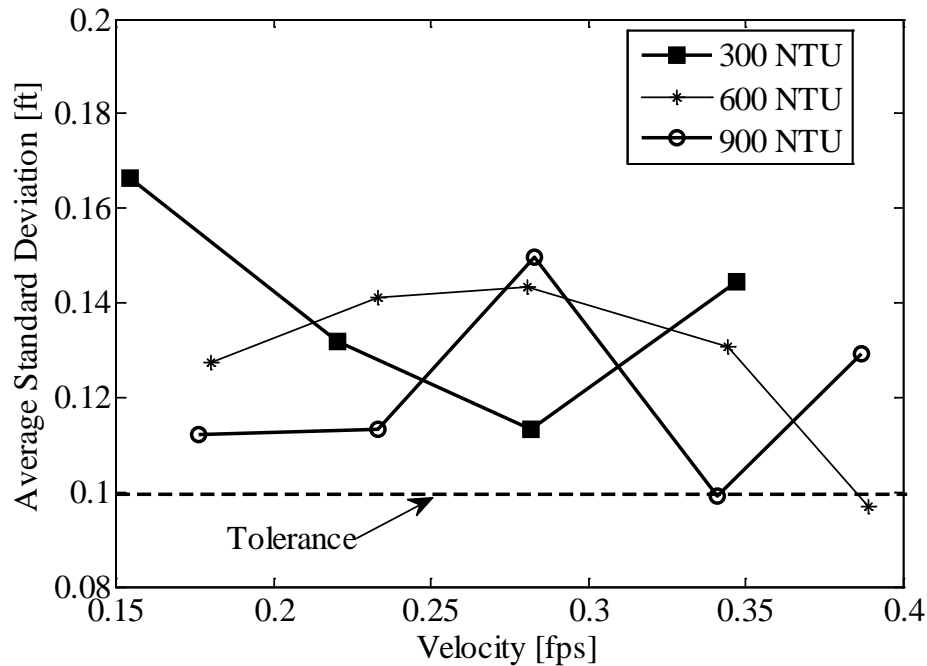 0.2
0.18
0.16
0.14
0.12
0.1
0.08
Average Standard Deviation [ft]
300 NTU
600 NTU
900 NTU
Tolerance
0.15 0.2 0.25 0.3 0.35 0.4
Velocity [fps]